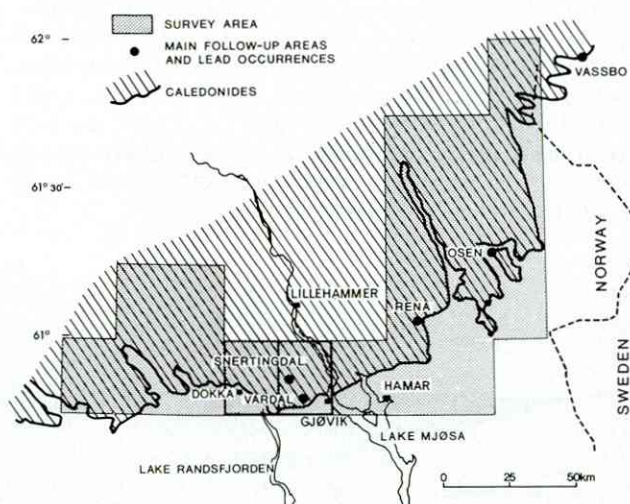 SURVEY AREA
MAIN FOLLOW-UP AREAS
AND LEAD OCCURRENCES
CALEDONIDES
62°
VASSBO
61° 30'
NORWAY
OSEN
LILLEHAMMER
RENA
61°
SNERTINGDAL
SWEDEN
DOKKA
VARDAL
HAMAR
GJØVIK
LAKE MJØSA
LAKE RANDSFJORDEN
0 25 50km